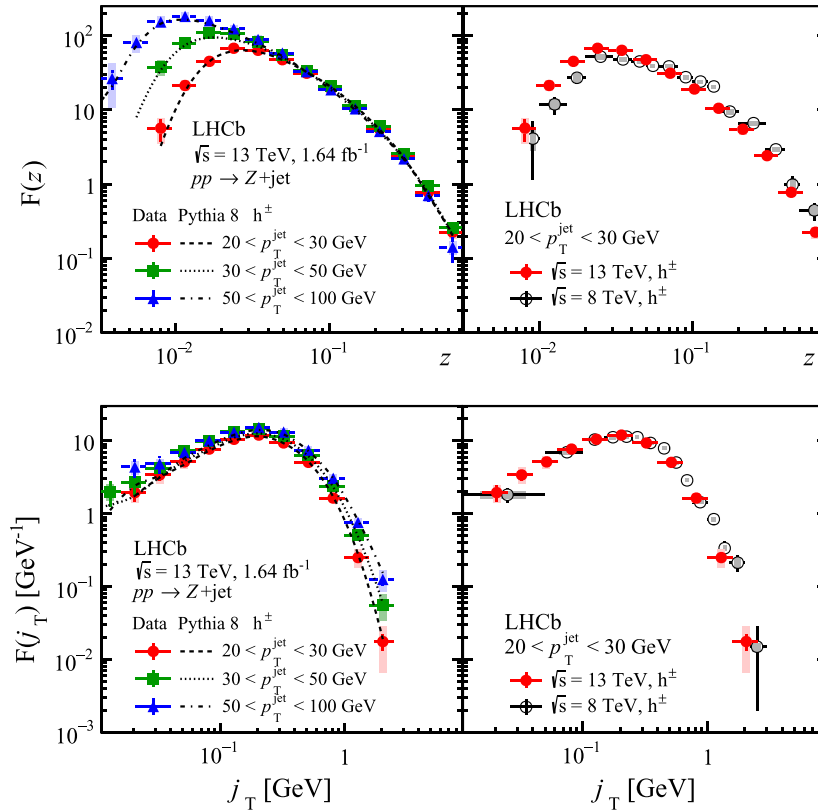 10²
10
1
10⁻¹
10⁻²
F(z)
LHCb
√s = 13 TeV, 1.64 fb⁻¹
pp → Z+jet
Data Pythia 8 h±
20 < p_T^jet < 30 GeV
30 < p_T^jet < 50 GeV
50 < p_T^jet < 100 GeV
10⁻² 10⁻¹ z
LHCb
20 < p_T^jet < 30 GeV
√s = 13 TeV, h±
√s = 8 TeV, h±
10⁻² 10⁻¹ z
10
1
10⁻¹
10⁻²
10⁻³
F(j_T) [GeV⁻¹]
LHCb
√s = 13 TeV, 1.64 fb⁻¹
pp → Z+jet
Data Pythia 8 h±
20 < p_T^jet < 30 GeV
30 < p_T^jet < 50 GeV
50 < p_T^jet < 100 GeV
10⁻¹ 1
j_T [GeV]
LHCb
20 < p_T^jet < 30 GeV
√s = 13 TeV, h±
√s = 8 TeV, h±
10⁻¹ 1
j_T [GeV]